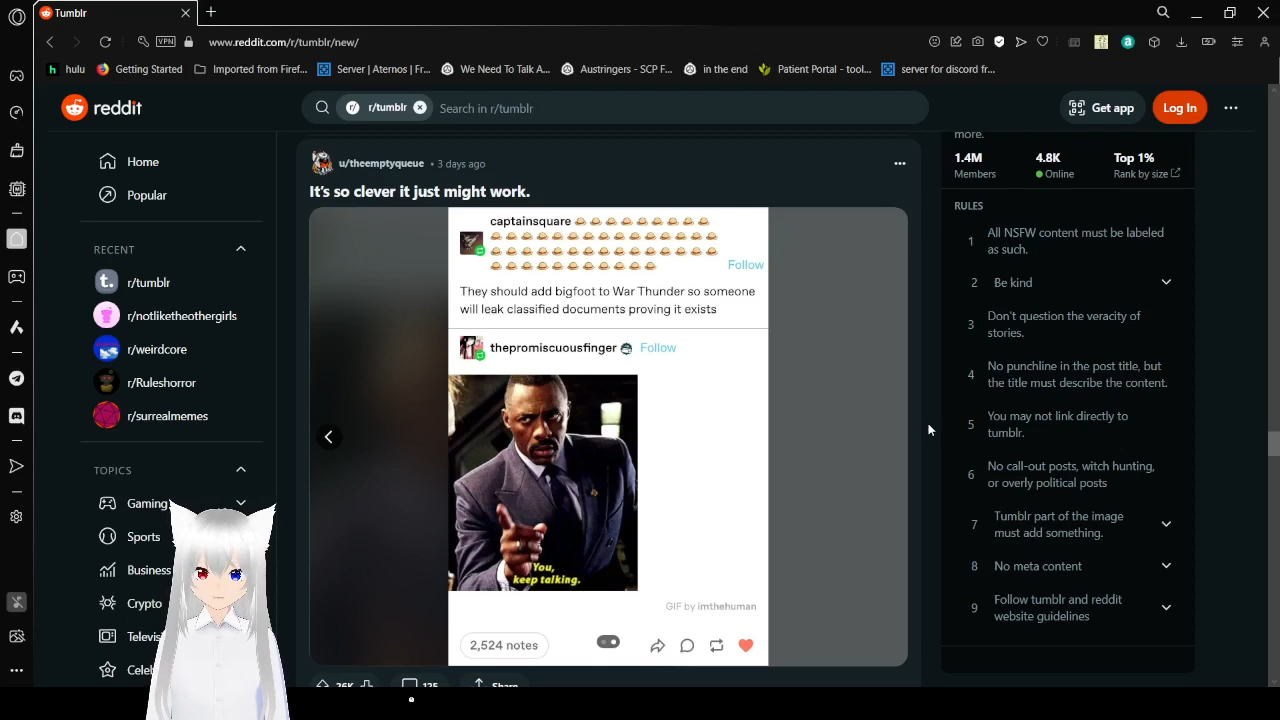 Tumblr
VPN
www.reddit.com/r/tumblr/new/
hulu
Getting Started
Imported from Firef...
Server | Aternos | Fr...
We Need To Talk A...
Austringers - SCP F...
in the end
Patient Portal - tool...
server for discord fr...
reddit
r/ r/tumblr
Search in r/tumblr
Get app
Log In
Home
Popular
RECENT
r/tumblr
r/notliketheothergirls
r/weirdcore
r/Ruleshorror
r/surrealmemes
TOPICS
Gaming
Sports
Business
Crypto
Televis
Celeb
u/theemptyqueue • 3 days ago
It's so clever it just might work.
captainsquare
Follow
They should add bigfoot to War Thunder so someone
will leak classified documents proving it exists
thepromiscuousfinger
Follow
You,
keep talking.
GIF by imthehuman
2,524 notes
Share
more.
1.4M
Members
4.8K
Online
Top 1%
Rank by size
RULES
1
All NSFW content must be labeled
as such.
2
Be kind
3
Don't question the veracity of
stories.
4
No punchline in the post title, but
the title must describe the content.
5
You may not link directly to
tumblr.
6
No call-out posts, witch hunting,
or overly political posts
7
Tumblr part of the image
must add something.
8
No meta content
9
Follow tumblr and reddit
website guidelines